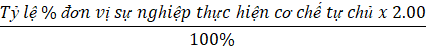 Tỷ lệ % đơn vị sự nghiệp thực hiện cơ chế tự chủ x 2.00
100%